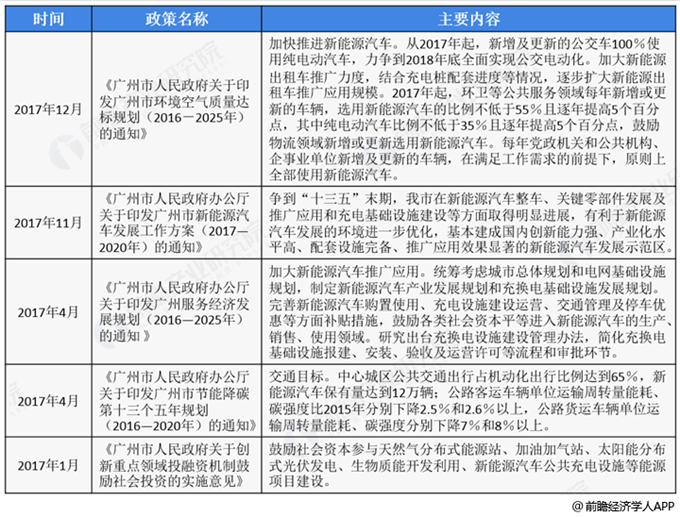 时间
政策名称
主要内容
2017年12月
《广州市人民政府关于印
发广州市环境空气质量达
标规划（2016—2025年）
的通知》
加快推进新能源汽车。从2017年起，新增及更新的公交车100%使
用纯电动汽车，力争到2018年底全面实现公交电动化。加大新能源
出租车推广力度，结合充电桩配套进度等情况，逐步扩大新能源出
租车推广应用规模。2017年起，环卫等公共服务领域每年新增或更
新的车辆，选用新能源汽车的比例不低于55%且逐年提高5个百分
点，其中纯电动汽车比例不低于35%且逐年提高5个百分点，鼓励
物流领域新增或更新选用新能源汽车。每年党政机关和公共机构、
企事业单位新增及更新的车辆，在满足工作需求的前提下，原则上
全部使用新能源汽车。
2017年11月
《广州市人民政府办公厅
关于印发广州市新能源汽
车发展工作方案（2017—
2020年）的通知》
争到“十三五”末期，我市在新能源汽车整车、关键零部件发展及
推广应用和充电基础设施建设等方面取得明显进展，有利于新能源
汽车发展的环境进一步优化，基本建成国内创新能力强、产业化水
平高、配套设施完备、推广应用效果显著的新能源汽车发展示范区。
2017年4月
《广州市人民政府办公厅
关于印发广州服务经济发
展规划（2016—2025年）
的通知》
加大新能源汽车推广应用。统筹考虑城市总体规划和电网基础设施
规划，制定新能源汽车产业发展规划和充换电基础设施发展规划。
完善新能源汽车购置使用、充电设施建设运营、交通管理及停车优
惠等方面补贴措施，鼓励各类社会资本平等进入新能源汽车的生产、
销售、使用领域。研究出台充换电设施建设管理办法，简化充换电
基础设施报建、安装、验收及运营许可等流程和审批环节。
2017年4月
《广州市人民政府办公厅
关于印发广州市节能降碳
第十三个五年规划
（2016—2020年）的通知》
交通目标。中心城区公共交通出行占机动化出行比例达到65%，新
能源汽车保有量达到12万辆；公路客运车辆单位运输周转量能耗、
碳强度比2015年分别下降2.5%和2.6%以上，公路货运车辆单位运
输周转量能耗、碳强度分别下降7%和8%以上。
2017年1月
《广州市人民政府关于创
新重点领域投融资机制鼓
励社会投资的实施意见》
鼓励社会资本参与天然气分布式能源站、加油加气站、太阳能分布
式光伏发电、生物质能开发利用、新能源汽车公共充电设施等能源
项目建设。
@前瞻经济学人APP